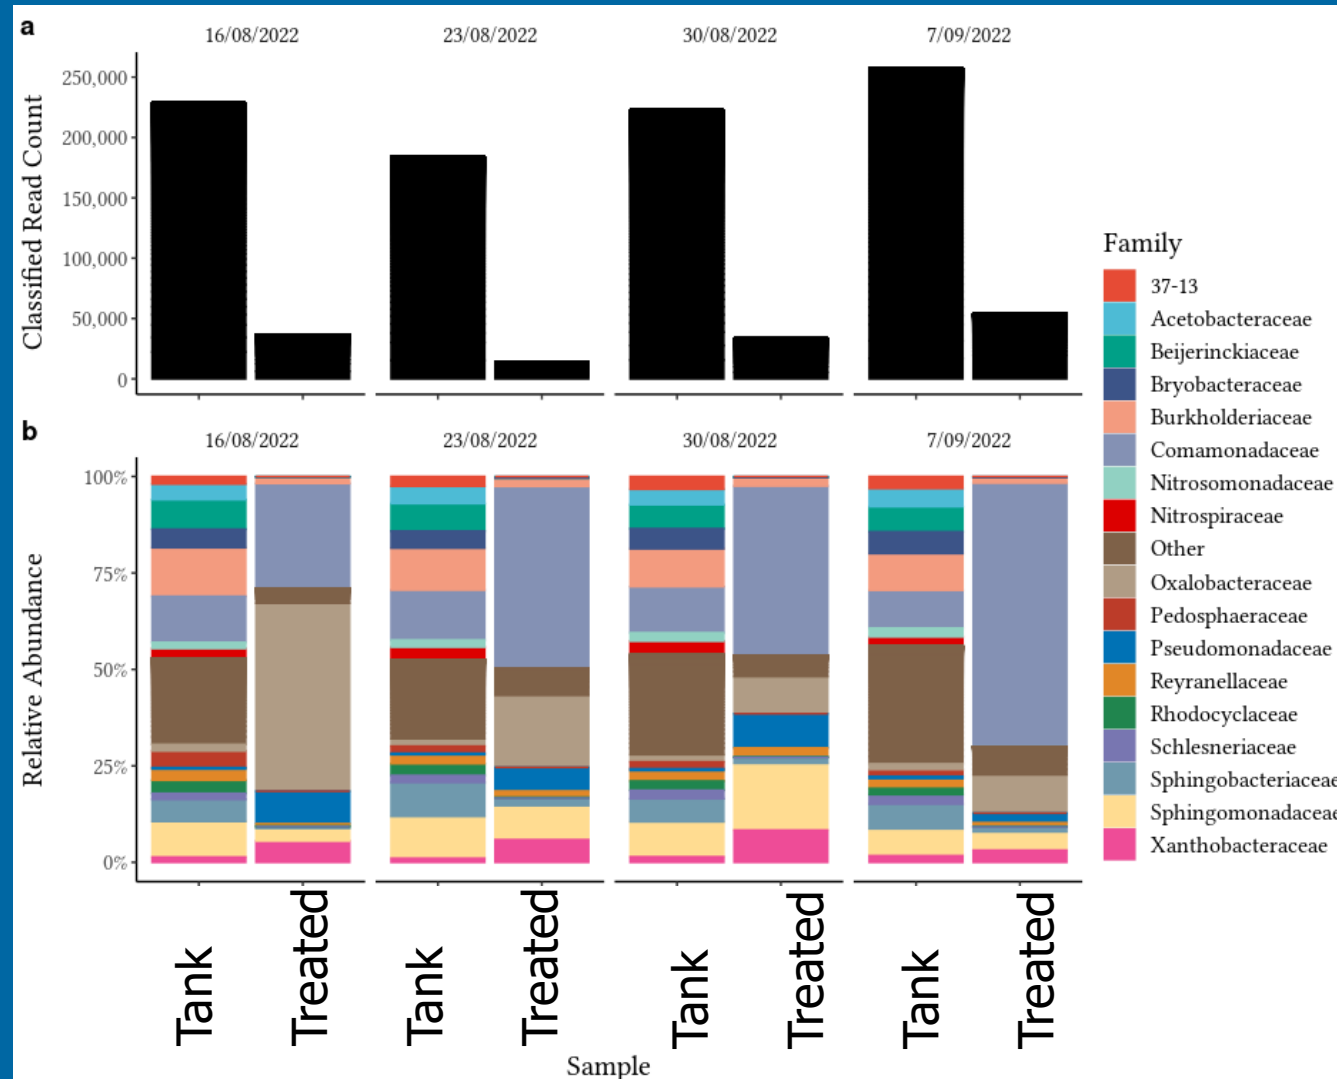 a
16/08/2022 23/08/2022 30/08/2022 7/09/2022
Classified Read Count
250,000
200,000
150,000
100,000
50,000
0
b
16/08/2022 23/08/2022 30/08/2022 7/09/2022
Relative Abundance
100%
75%
50%
25%
0%
Tank Treated Tank Treated Tank Treated Tank Treated
Sample
Family
37-13
Acetobacteraceae
Beijerinckiaceae
Bryobacteraceae
Burkholderiaceae
Comamonadaceae
Nitrosomonadaceae
Nitrospiraceae
Other
Oxalobacteraceae
Pedosphaeraceae
Pseudomonadaceae
Reyranellaceae
Rhodocyclaceae
Schlesneriaceae
Sphingobacteriaceae
Sphingomonadaceae
Xanthobacteraceae